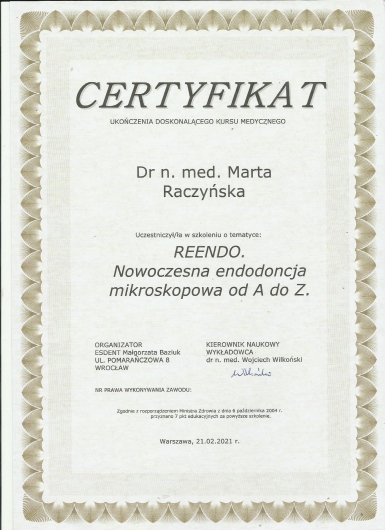 CERTYFIKAT
UKOŃCZENIA DOSKONALĄCEGO KURSU MEDYCZNEGO
Dr n. med. Marta
Raczyńska
Uczestniczył/ła w szkoleniu o tematyce:
REENDO.
Nowoczesna endodoncja
mikroskopowa od A do Z.
ORGANIZATOR
ESDENT Małgorzata Baziuk
UL. POMARAŃCZOWA 8
WROCŁAW
KIEROWNIK NAUKOWY
WYKŁADOWCA
dr n. med. Wojciech Wilkoński
NR PRAWA WYKONYWANIA ZAWODU:
Zgodnie z rozporządzeniem Ministra Zdrowia z dnia 6 października 2004 r.
przyznano 7 pkt edukacyjnych za powyższe szkolenie.
Warszawa, 21.02.2021 r.